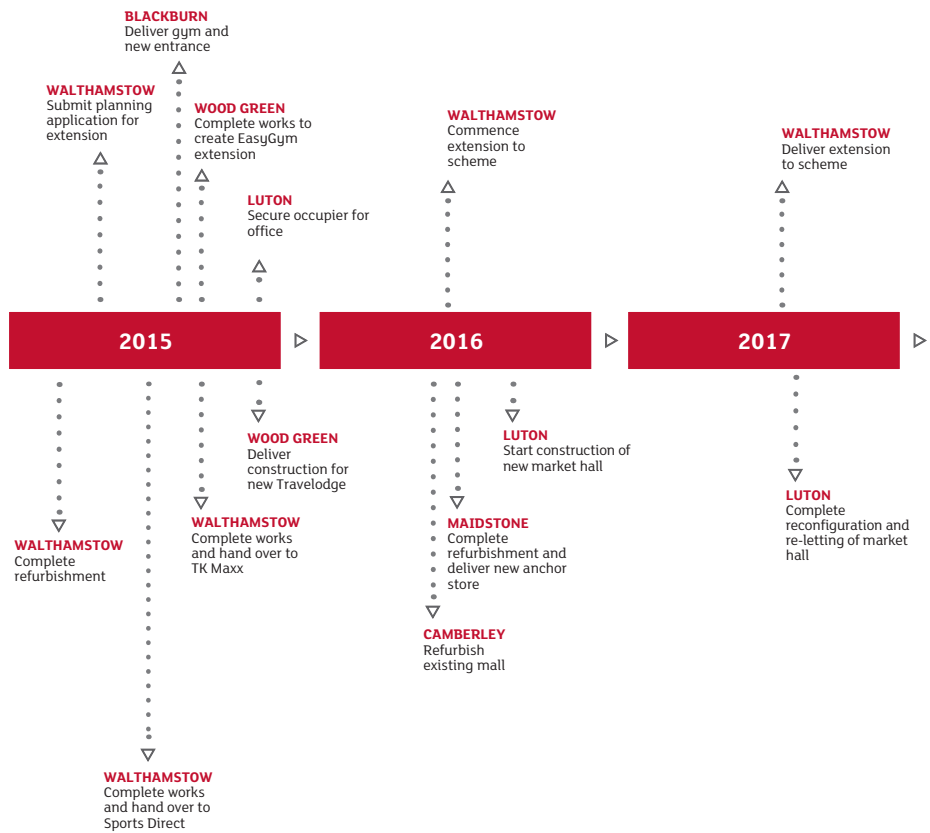 BLACKBURN
Deliver gym and
new entrance
WALTHAMSTOW
Submit planning
application for
extension
WOOD GREEN
Complete works to
create EasyGym
extension
LUTON
Secure occupier for
office
WALTHAMSTOW
Commence
extension to
scheme
WALTHAMSTOW
Deliver extension
to scheme
2015
2016
2017
WALTHAMSTOW
Complete
refurbishment
WALTHAMSTOW
Complete works
and hand over to
Sports Direct
WALTHAMSTOW
Complete works
and hand over to
TK Maxx
WOOD GREEN
Deliver
construction for
new Travelodge
CAMBERLEY
Refurbish
existing mall
MAIDSTONE
Complete
refurbishment and
deliver new anchor
store
LUTON
Start construction of
new market hall
LUTON
Complete
reconfiguration and
re-letting of market
hall